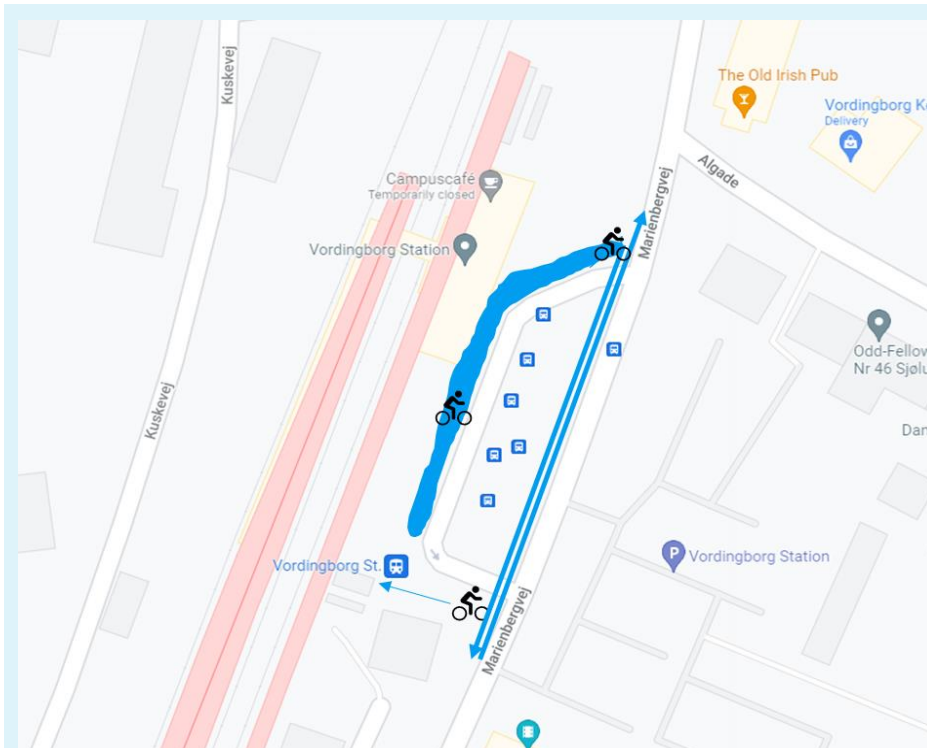 Kuskevej
The Old Irish Pub
Vordingborg K
Delivery
Algade
Marienbergvej
Campuscafé
Temporarily closed
Vordingborg Station
Odd-Fellow
Nr 46 Sjølu
Kuskevej
Dan
P
Vordingborg Station
Vordingborg St.
Marienbergvej